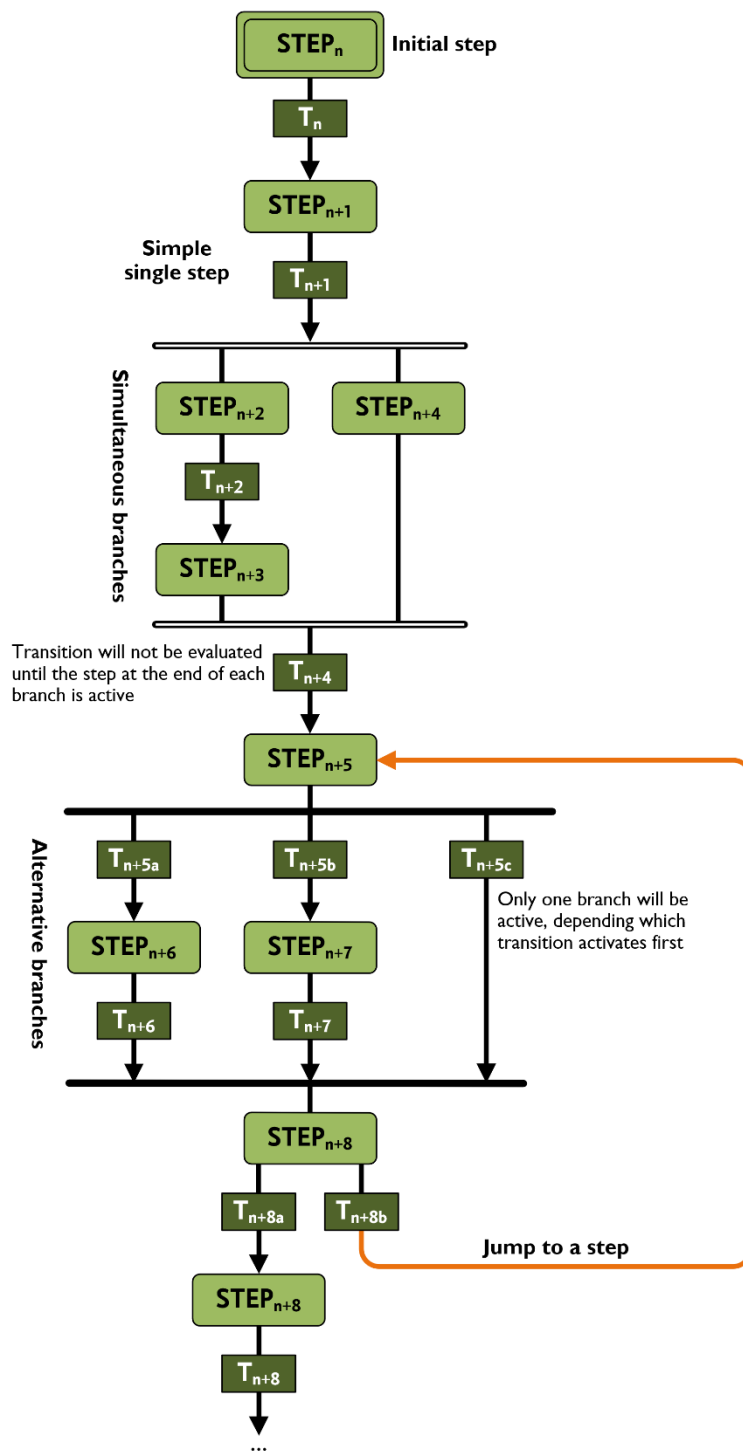 STEPn
Initial step
Tn
STEPn+1
Simple
single step
Tn+1
Simultaneous branches
STEPn+2
STEPn+4
Tn+2
STEPn+3
Transition will not be evaluated
until the step at the end of each
branch is active
Tn+4
STEPn+5
Alternative branches
Tn+5a
Tn+5b
Tn+5c
Only one branch will be
active, depending which
transition activates first
STEPn+6
STEPn+7
Tn+6
Tn+7
STEPn+8
Tn+8a
Tn+8b
Jump to a step
STEPn+8
Tn+8
...